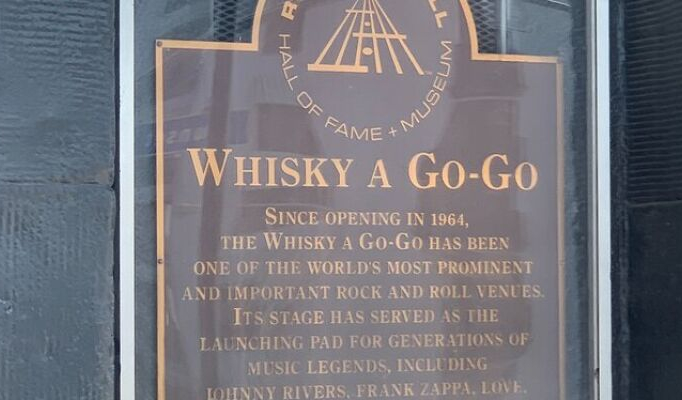 HALL OF FAME + MUSEUM
WHISKY A GO-GO
SINCE OPENING IN 1964,
THE WHISKY A GO-GO HAS BEEN
ONE OF THE WORLD'S MOST PROMINENT
AND IMPORTANT ROCK AND ROLL VENUES.
ITS STAGE HAS SERVED AS THE
LAUNCHING PAD FOR GENERATIONS OF
MUSIC LEGENDS, INCLUDING
JOHNNY RIVERS, FRANK ZAPPA, LOVE,